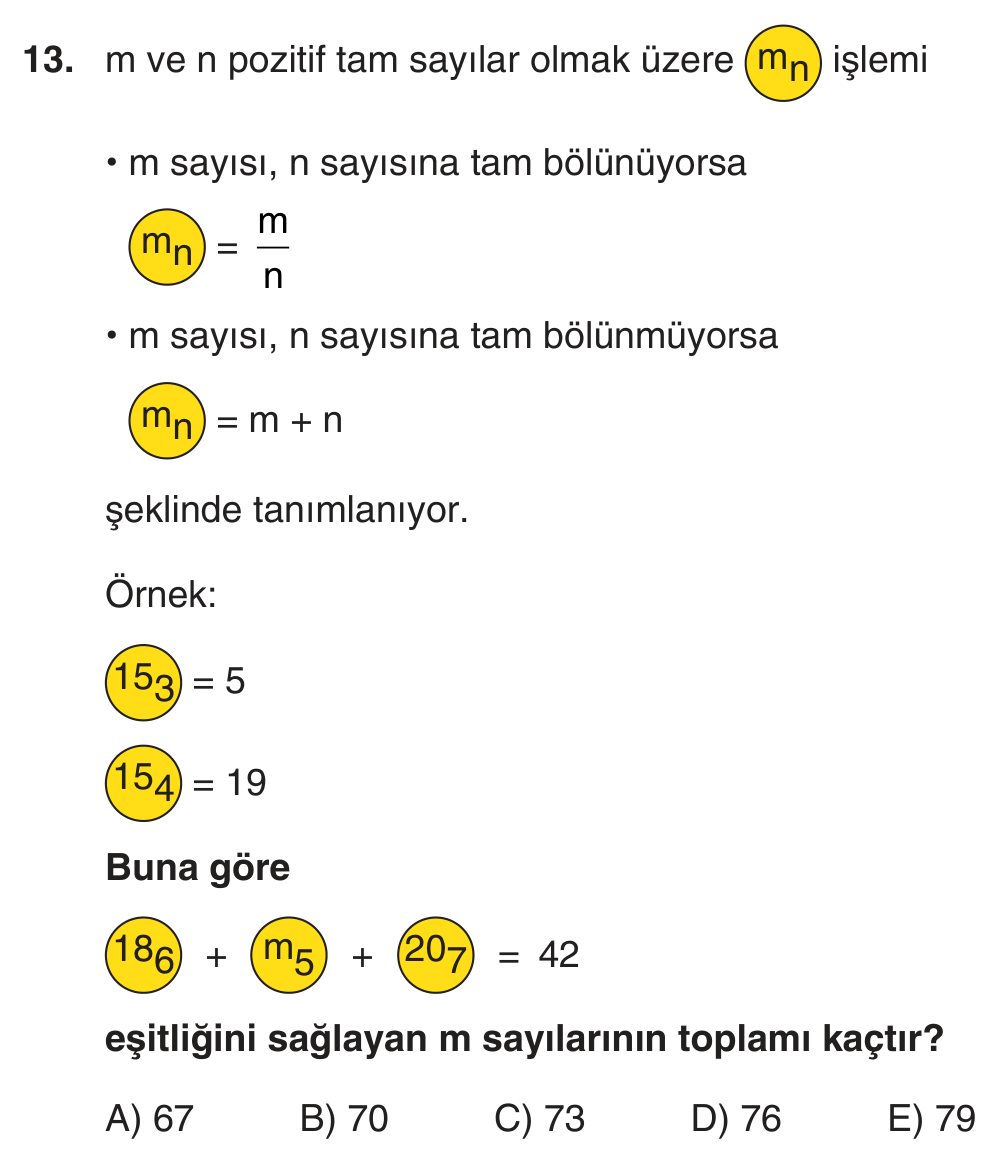 13. m ve n pozitif tam sayılar olmak üzere mₙ işlemi
• m sayısı, n sayısına tam bölünüyorsa
mₙ = m/n
• m sayısı, n sayısına tam bölünmüyorsa
mₙ = m + n
şeklinde tanımlanıyor.
Örnek:
15₃ = 5
15₄ = 19
Buna göre
18₆ + m₅ + 20₇ = 42
eşitliğini sağlayan m sayılarının toplamı kaçtır?
A) 67 B) 70 C) 73 D) 76 E) 79